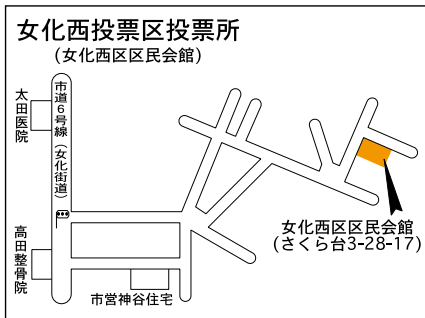 女化西投票区投票所
(女化西区区民会館)
太田医院
市道6号線(女化街道)
高田整骨院
市営神谷住宅
女化西区区民会館
(さくら台3-28-17)